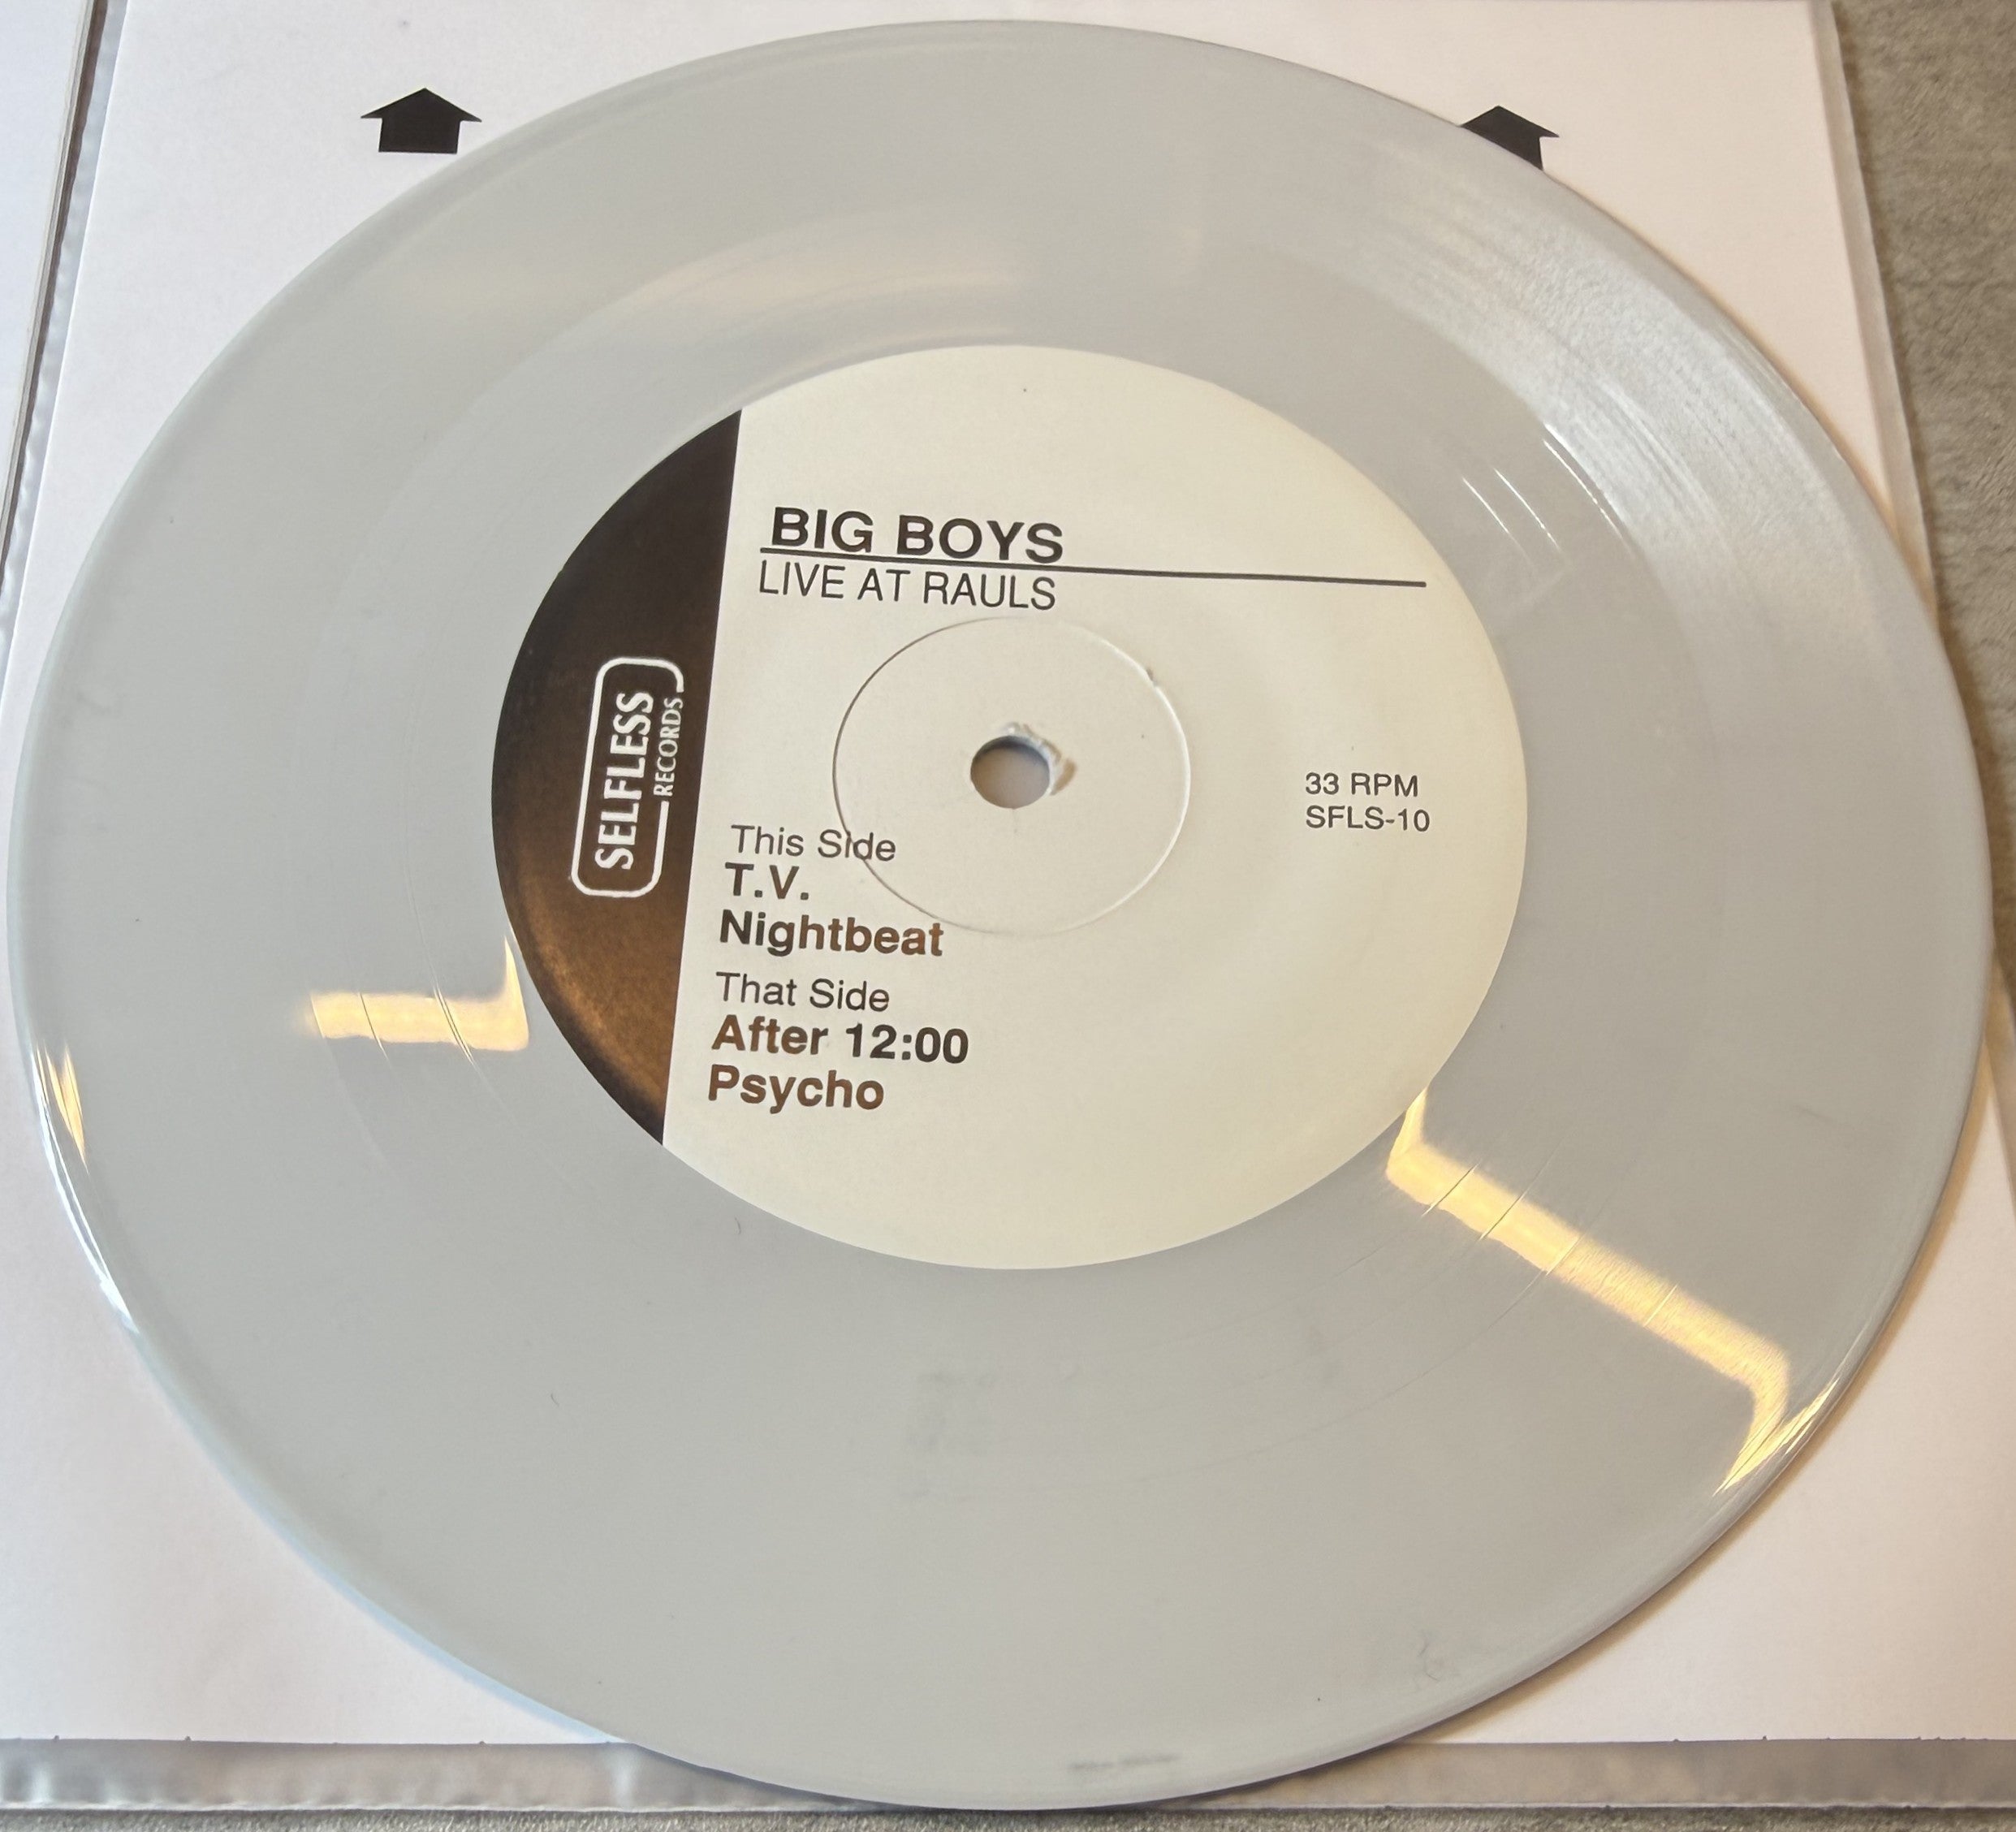 BIG BOYS
LIVE AT RAULS
SELFLESS
RECORDS
33 RPM
SFLS-10
This Side
T.V.
Nightbeat
That Side
After 12:00
Psycho